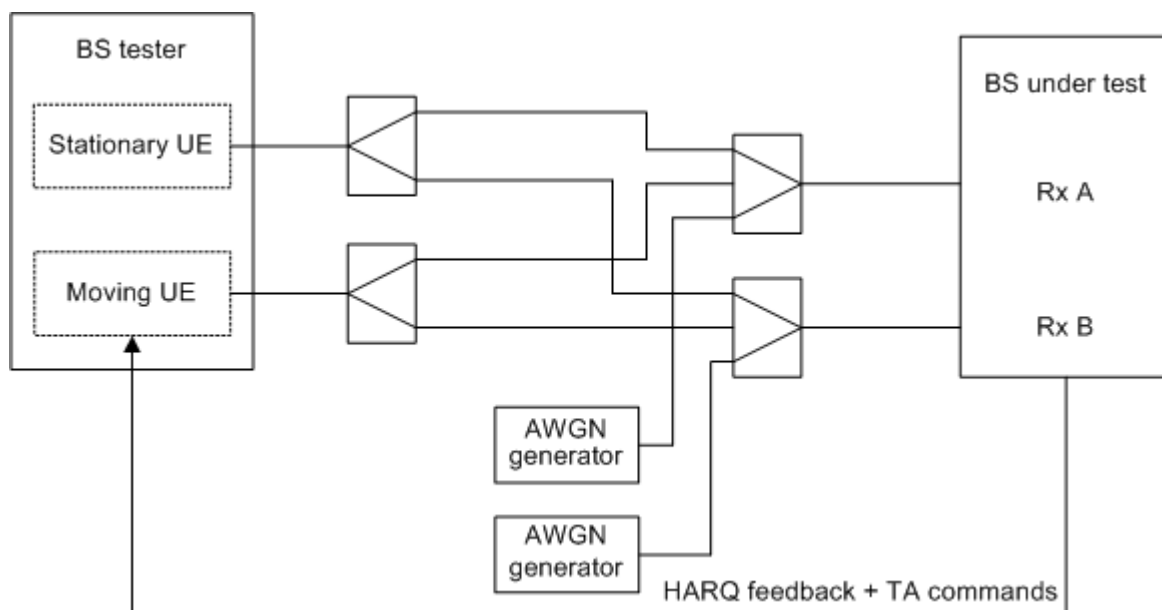 BS tester
Stationary UE
Moving UE
BS under test
Rx A
Rx B
AWGN
generator
AWGN
generator
HARQ feedback + TA commands